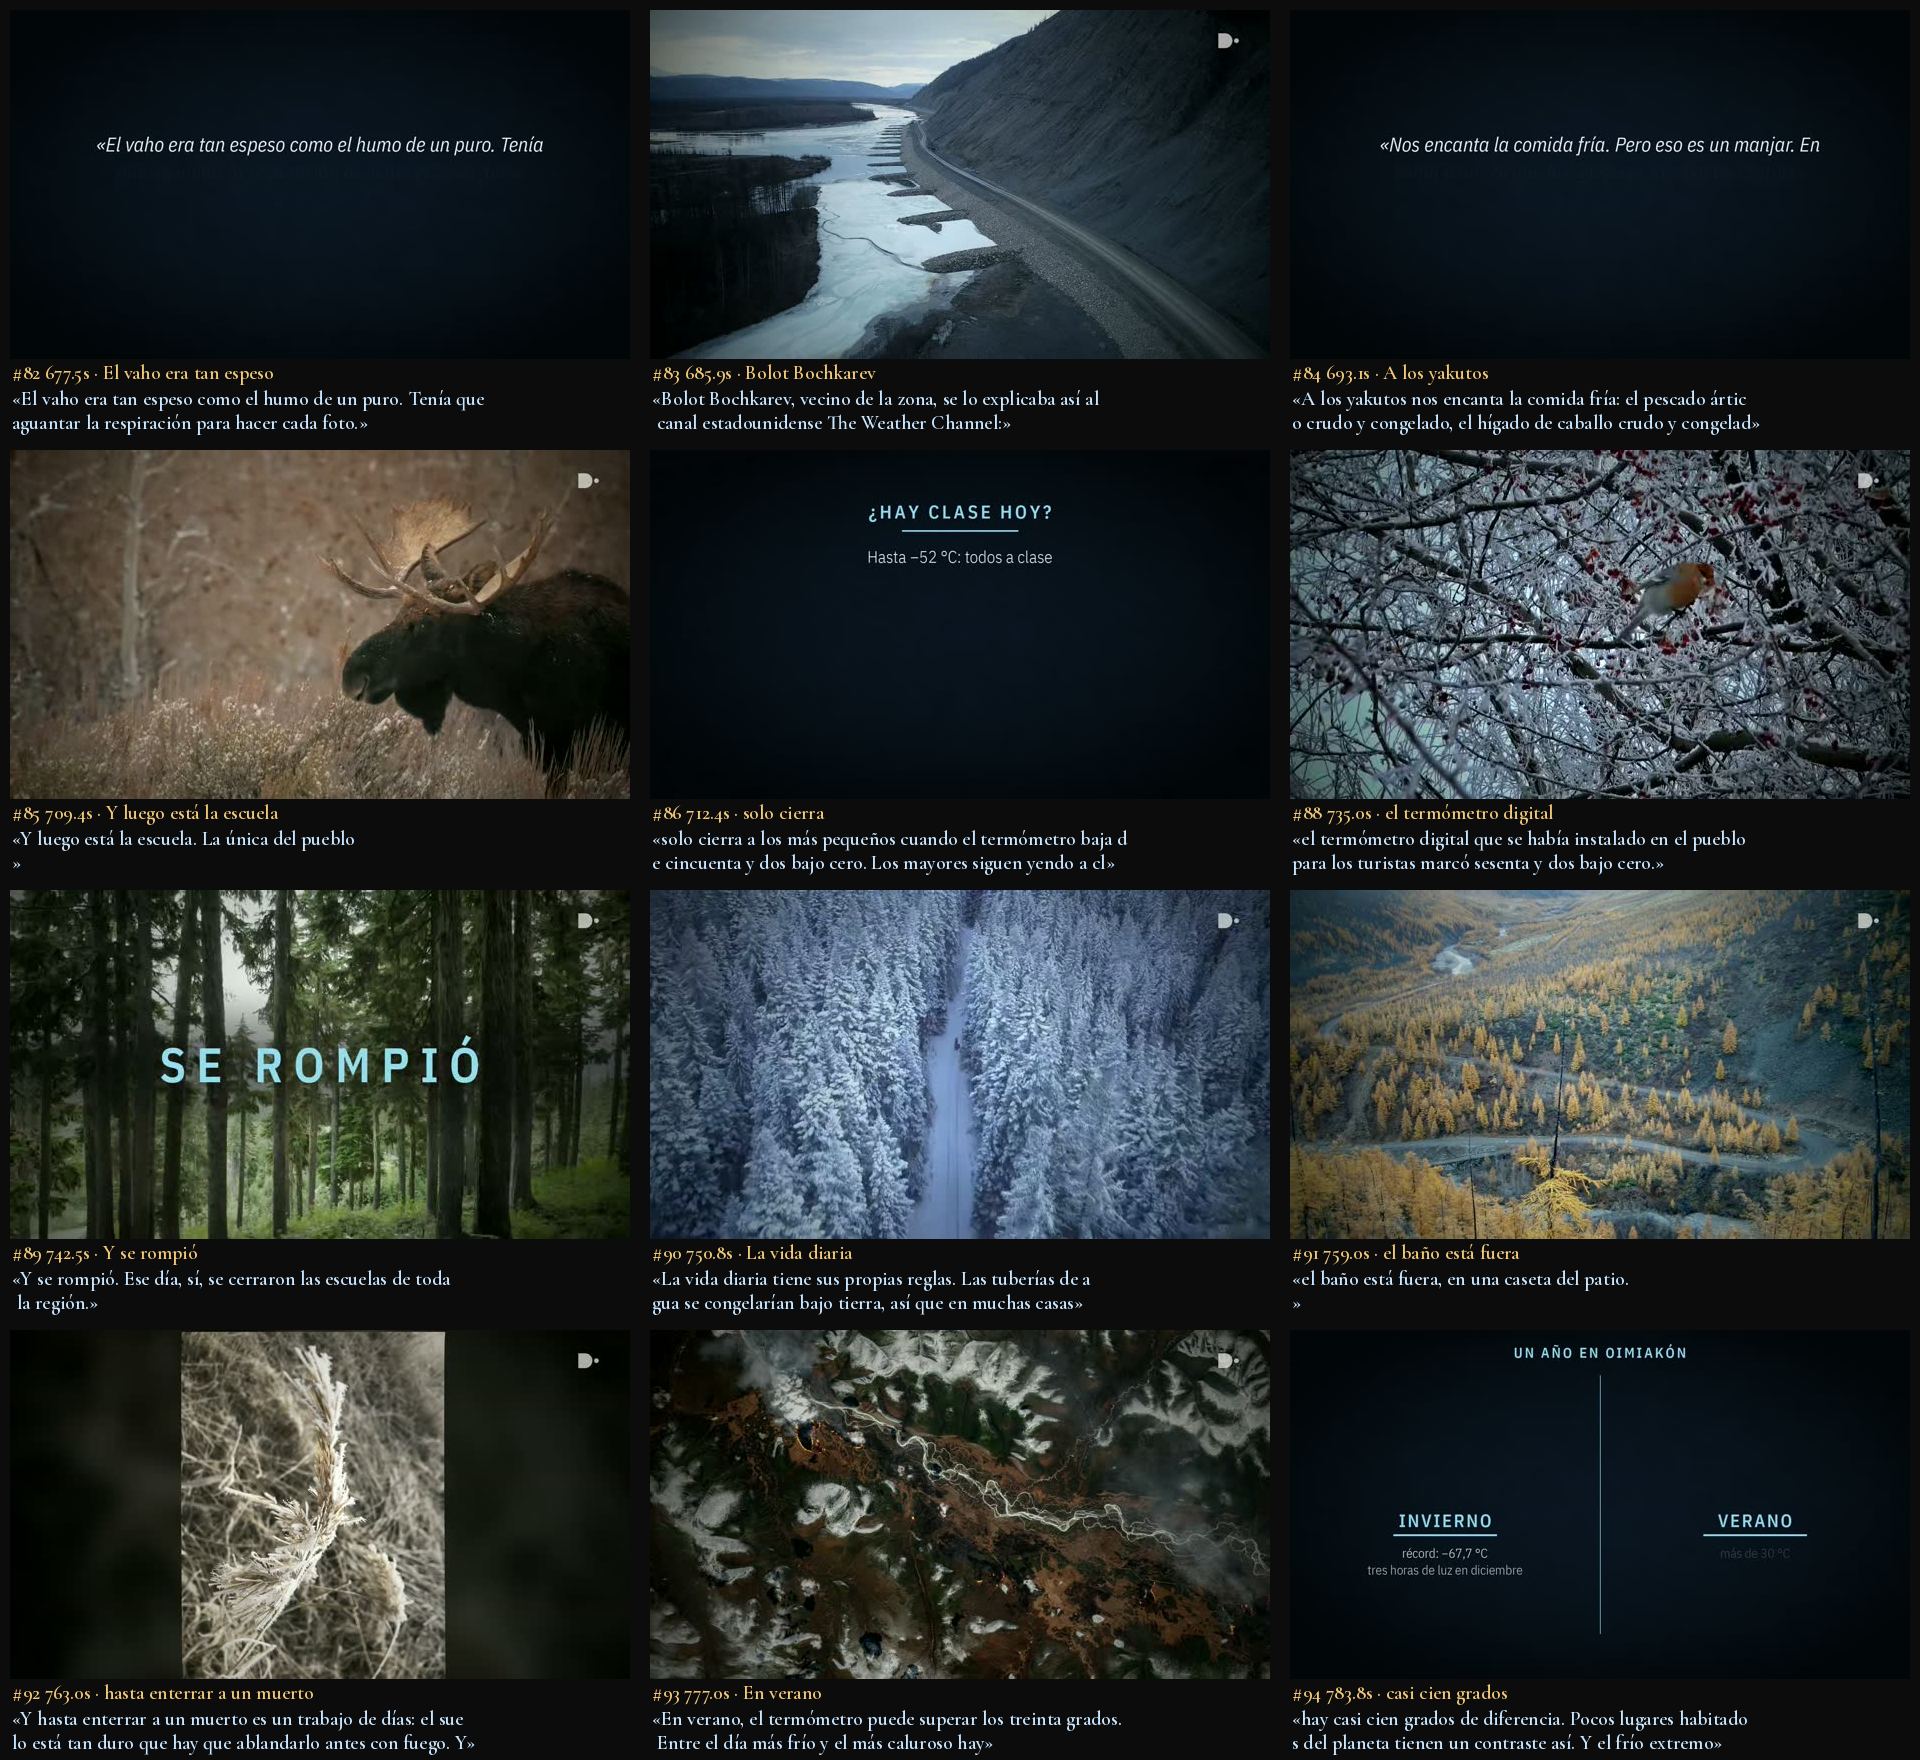 «El vaho era tan espeso como el humo de un puro. Tenía
«Nos encanta la comida fría. Pero eso es un manjar. En
#82 677.5s · El vaho era tan espeso
«El vaho era tan espeso como el humo de un puro. Tenía que
aguantar la respiración para hacer cada foto.»
#83 685.9s · Bolot Bochkarev
«Bolot Bochkarev, vecino de la zona, se lo explicaba así al
canal estadounidense The Weather Channel:»
#84 693.1s · A los yakutos
«A los yakutos nos encanta la comida fría: el pescado ártic
o crudo y congelado, el hígado de caballo crudo y congelad»
¿HAY CLASE HOY?
Hasta −52 °C: todos a clase
#85 709.4s · Y luego está la escuela
«Y luego está la escuela. La única del pueblo
»
#86 712.4s · solo cierra
«solo cierra a los más pequeños cuando el termómetro baja d
e cincuenta y dos bajo cero. Los mayores siguen yendo a cl»
#88 735.0s · el termómetro digital
«el termómetro digital que se había instalado en el pueblo
para los turistas marcó sesenta y dos bajo cero.»
SE ROMPIÓ
#89 742.5s · Y se rompió
«Y se rompió. Ese día, sí, se cerraron las escuelas de toda
la región.»
#90 750.8s · La vida diaria
«La vida diaria tiene sus propias reglas. Las tuberías de a
gua se congelarían bajo tierra, así que en muchas casas»
#91 759.0s · el baño está fuera
«el baño está fuera, en una caseta del patio.
»
UN AÑO EN OIMIAKÓN
INVIERNO
récord: −67,7 °C
tres horas de luz en diciembre
VERANO
más de 30 °C
#92 763.0s · hasta enterrar a un muerto
«Y hasta enterrar a un muerto es un trabajo de días: el sue
lo está tan duro que hay que ablandarlo antes con fuego. Y»
#93 777.0s · En verano
«En verano, el termómetro puede superar los treinta grados.
Entre el día más frío y el más caluroso hay»
#94 783.8s · casi cien grados
«hay casi cien grados de diferencia. Pocos lugares habitado
s del planeta tienen un contraste así. Y el frío extremo»